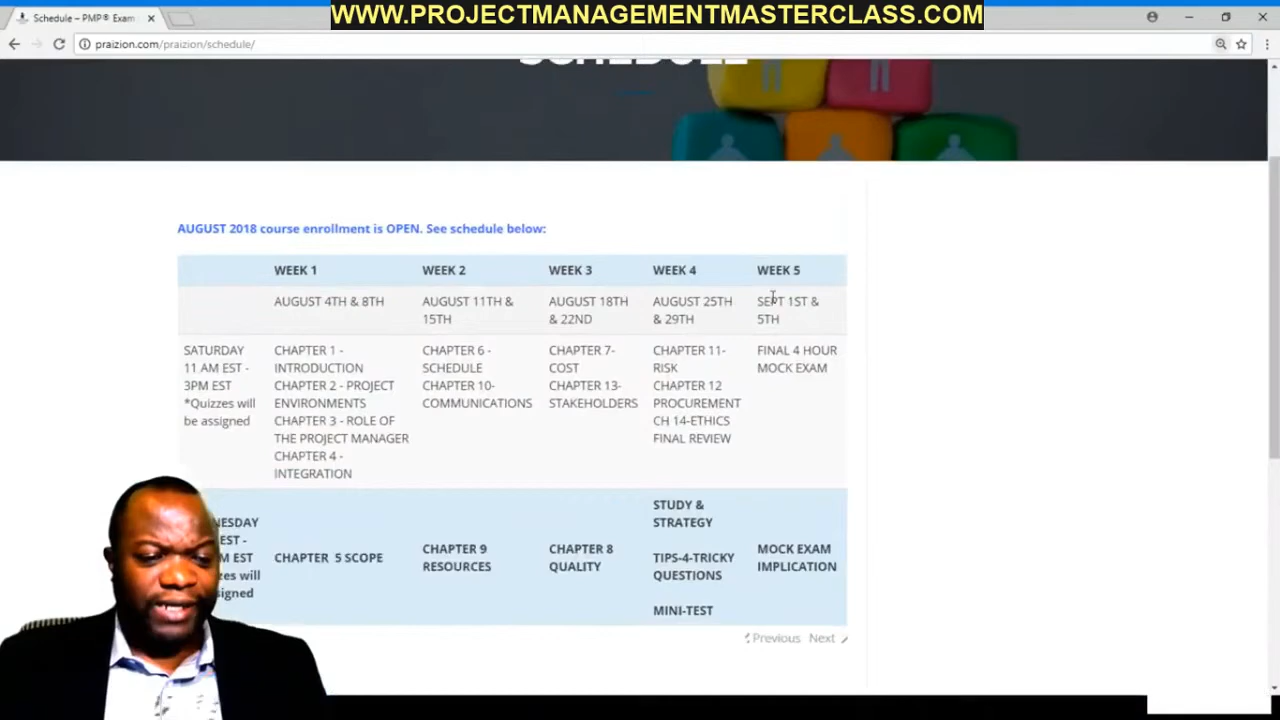 WWW.PROJECTMANAGEMENTMASTERCLASS.COM
Schedule – PMP® Exam
praizion.com/praizion/schedule/
SCHEDULE
AUGUST 2018 course enrollment is OPEN. See schedule below:
WEEK 1 WEEK 2 WEEK 3 WEEK 4 WEEK 5
AUGUST 4TH & 8TH AUGUST 11TH & AUGUST 18TH AUGUST 25TH SEPT 1ST &
15TH & 22ND & 29TH 5TH
SATURDAY CHAPTER 1 - CHAPTER 6 - CHAPTER 7- CHAPTER 11- FINAL 4 HOUR
11 AM EST - INTRODUCTION SCHEDULE COST RISK MOCK EXAM
3PM EST CHAPTER 2 - PROJECT CHAPTER 10- CHAPTER 13- CHAPTER 12
*Quizzes will ENVIRONMENTS COMMUNICATIONS STAKEHOLDERS PROCUREMENT
be assigned CHAPTER 3 - ROLE OF CH 14-ETHICS
THE PROJECT MANAGER FINAL REVIEW
CHAPTER 4 -
INTEGRATION
STUDY &
NESDAY STRATEGY
EST -
M EST CHAPTER 5 SCOPE CHAPTER 9 CHAPTER 8 TIPS-4-TRICKY MOCK EXAM
zes will RESOURCES QUALITY QUESTIONS IMPLICATION
signed
MINI-TEST
Previous Next